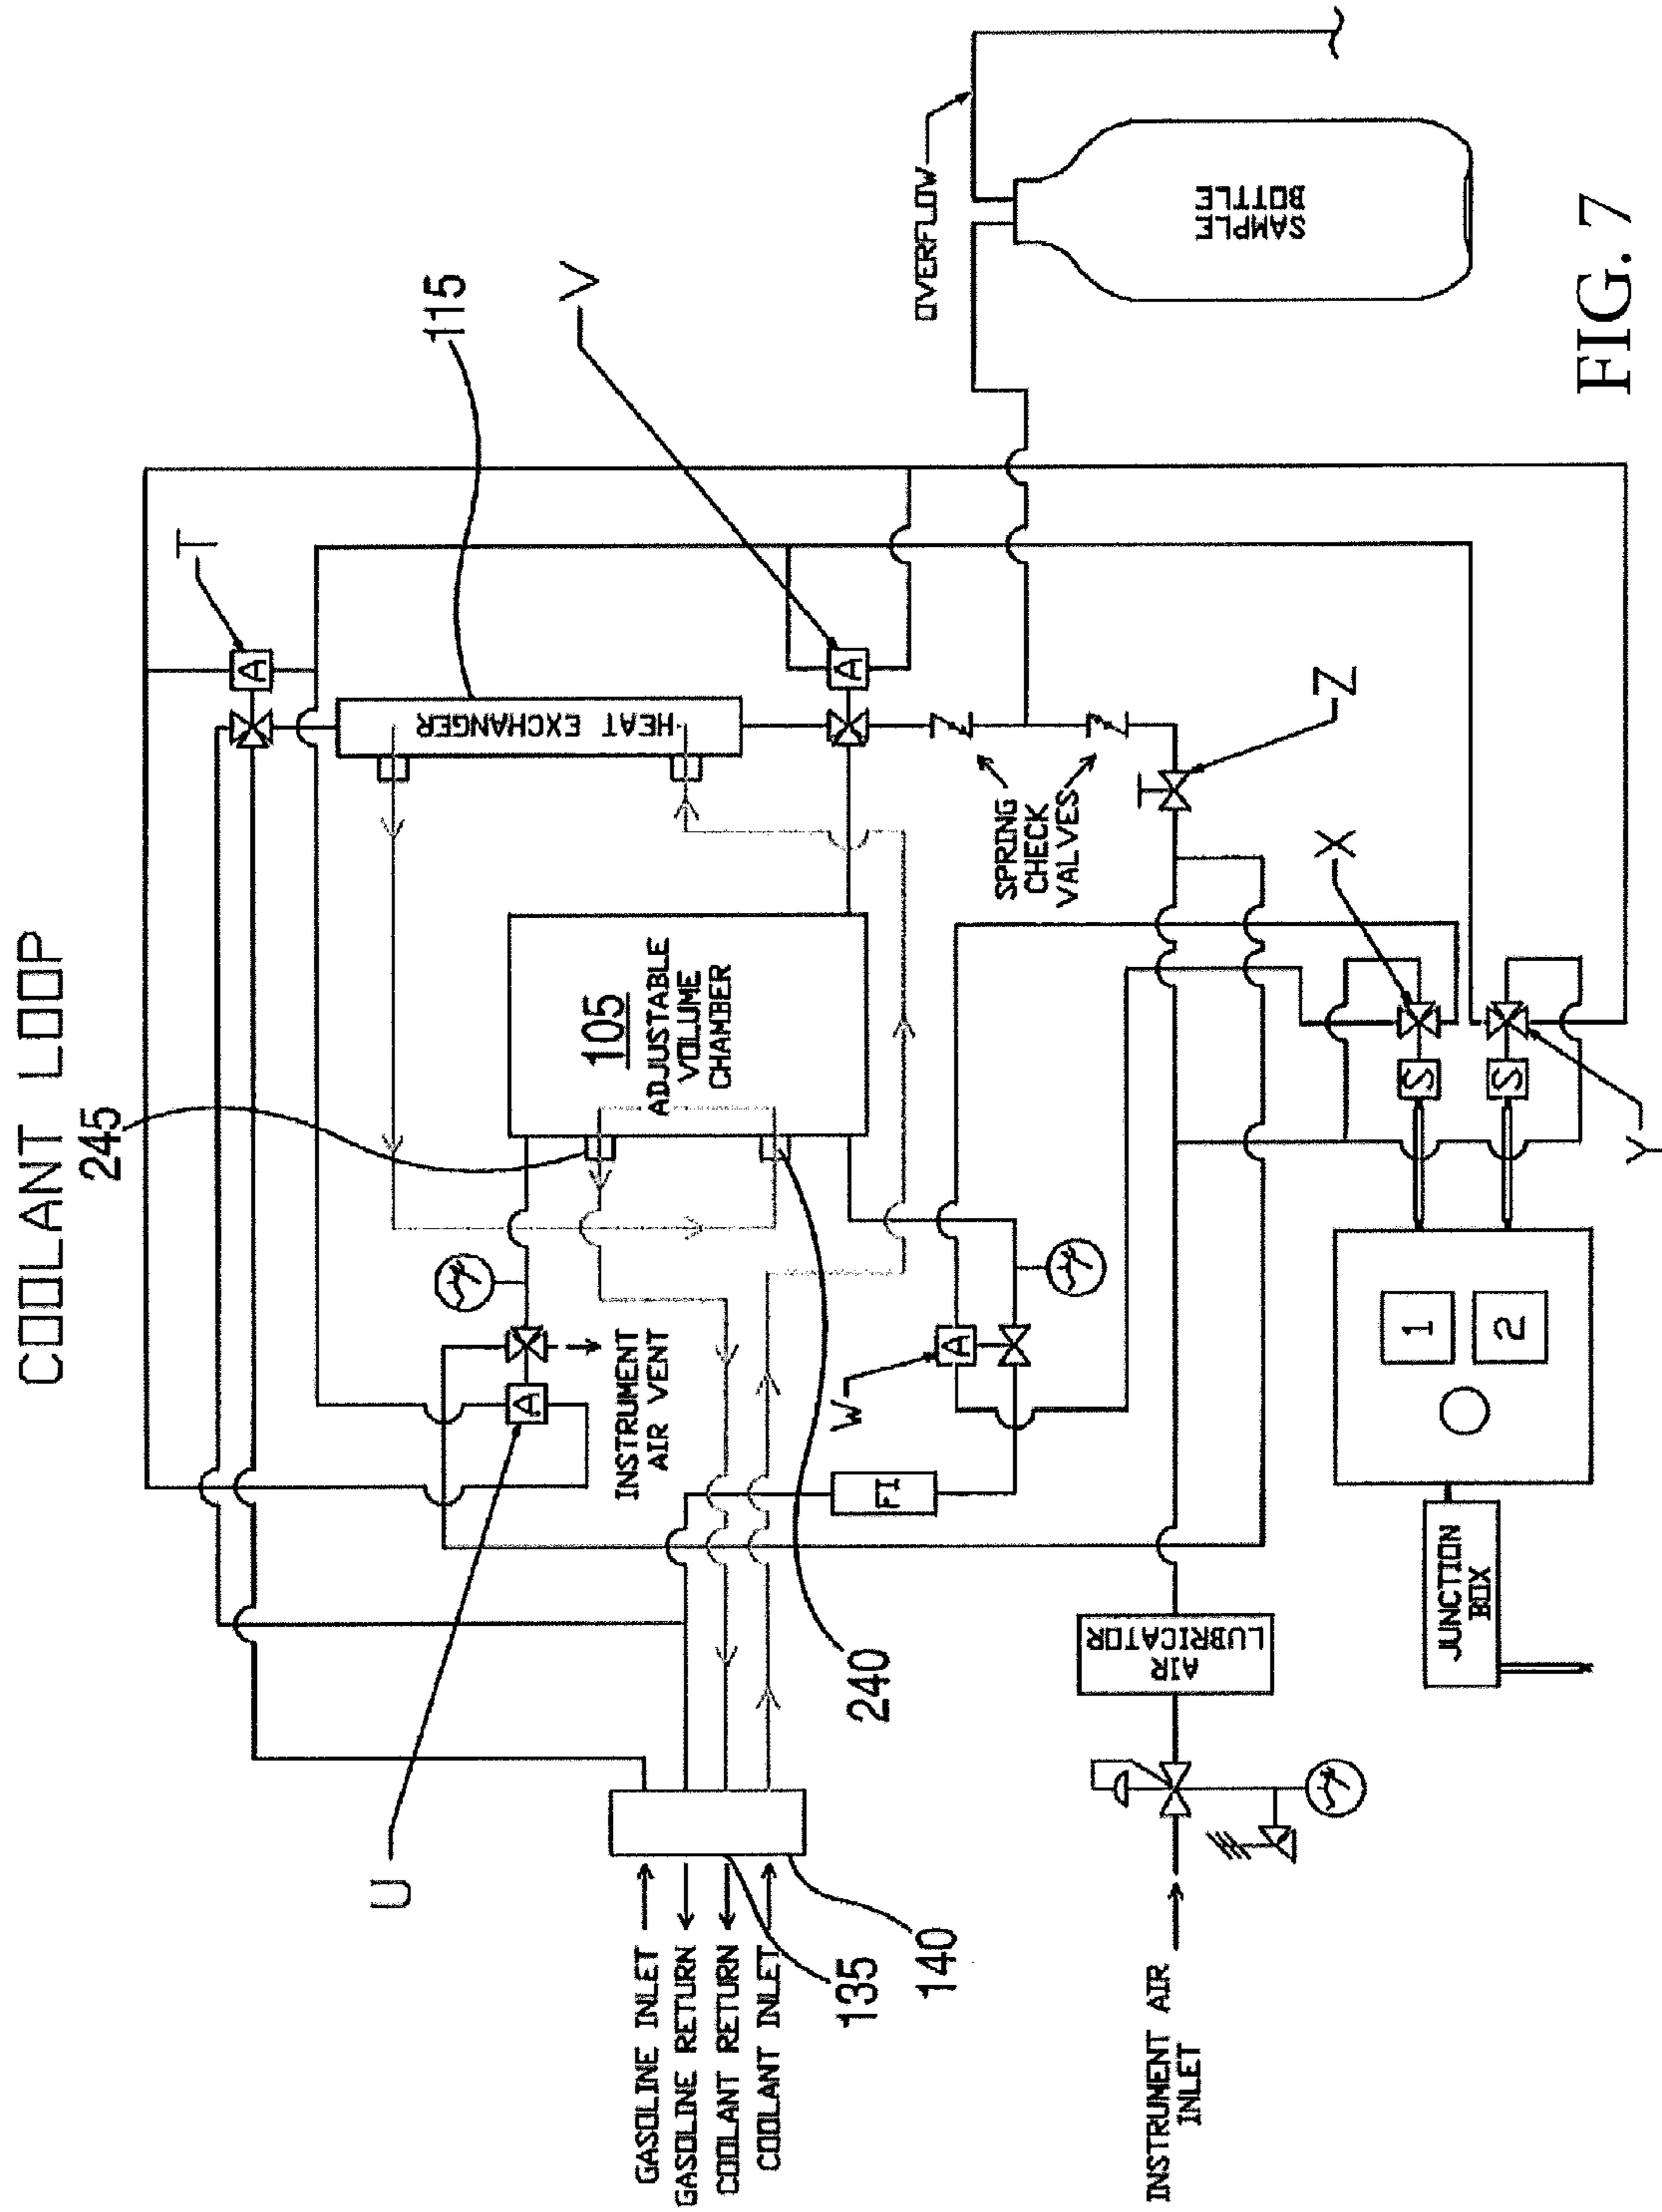 COOLANT LOOP
245
T
115
V
OVERFLOW
SAMPLE
BOTTLE
HEAT EXCHANGER
A
A
105
ADJUSTABLE
VOLUME
CHAMBER
SPRING
CHECK
VALVES
Z
X
Y
S
S
A
U
INSTRUMENT
AIR VENT
W
A
FI
240
1
2
JUNCTION
BOX
AIR
LUBRICATOR
GASOLINE INLET
GASOLINE RETURN
COOLANT RETURN
COOLANT INLET
135
140
INSTRUMENT AIR
INLET
FIG. 7